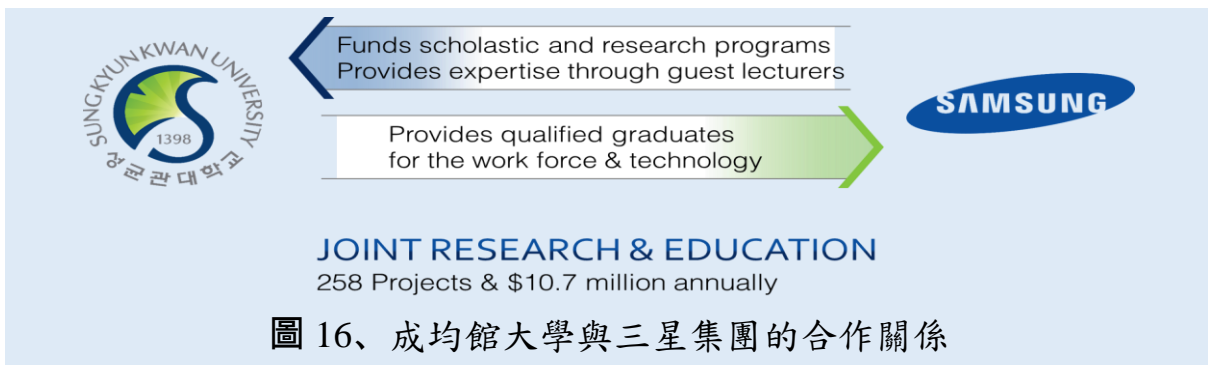 SUNGKYUNKWAN UNIVERSITY
1398
성균관대학교
Funds scholastic and research programs
Provides expertise through guest lecturers
SAMSUNG
Provides qualified graduates
for the work force & technology
JOINT RESEARCH & EDUCATION
258 Projects & $10.7 million annually
圖 16、成均館大學與三星集團的合作關係